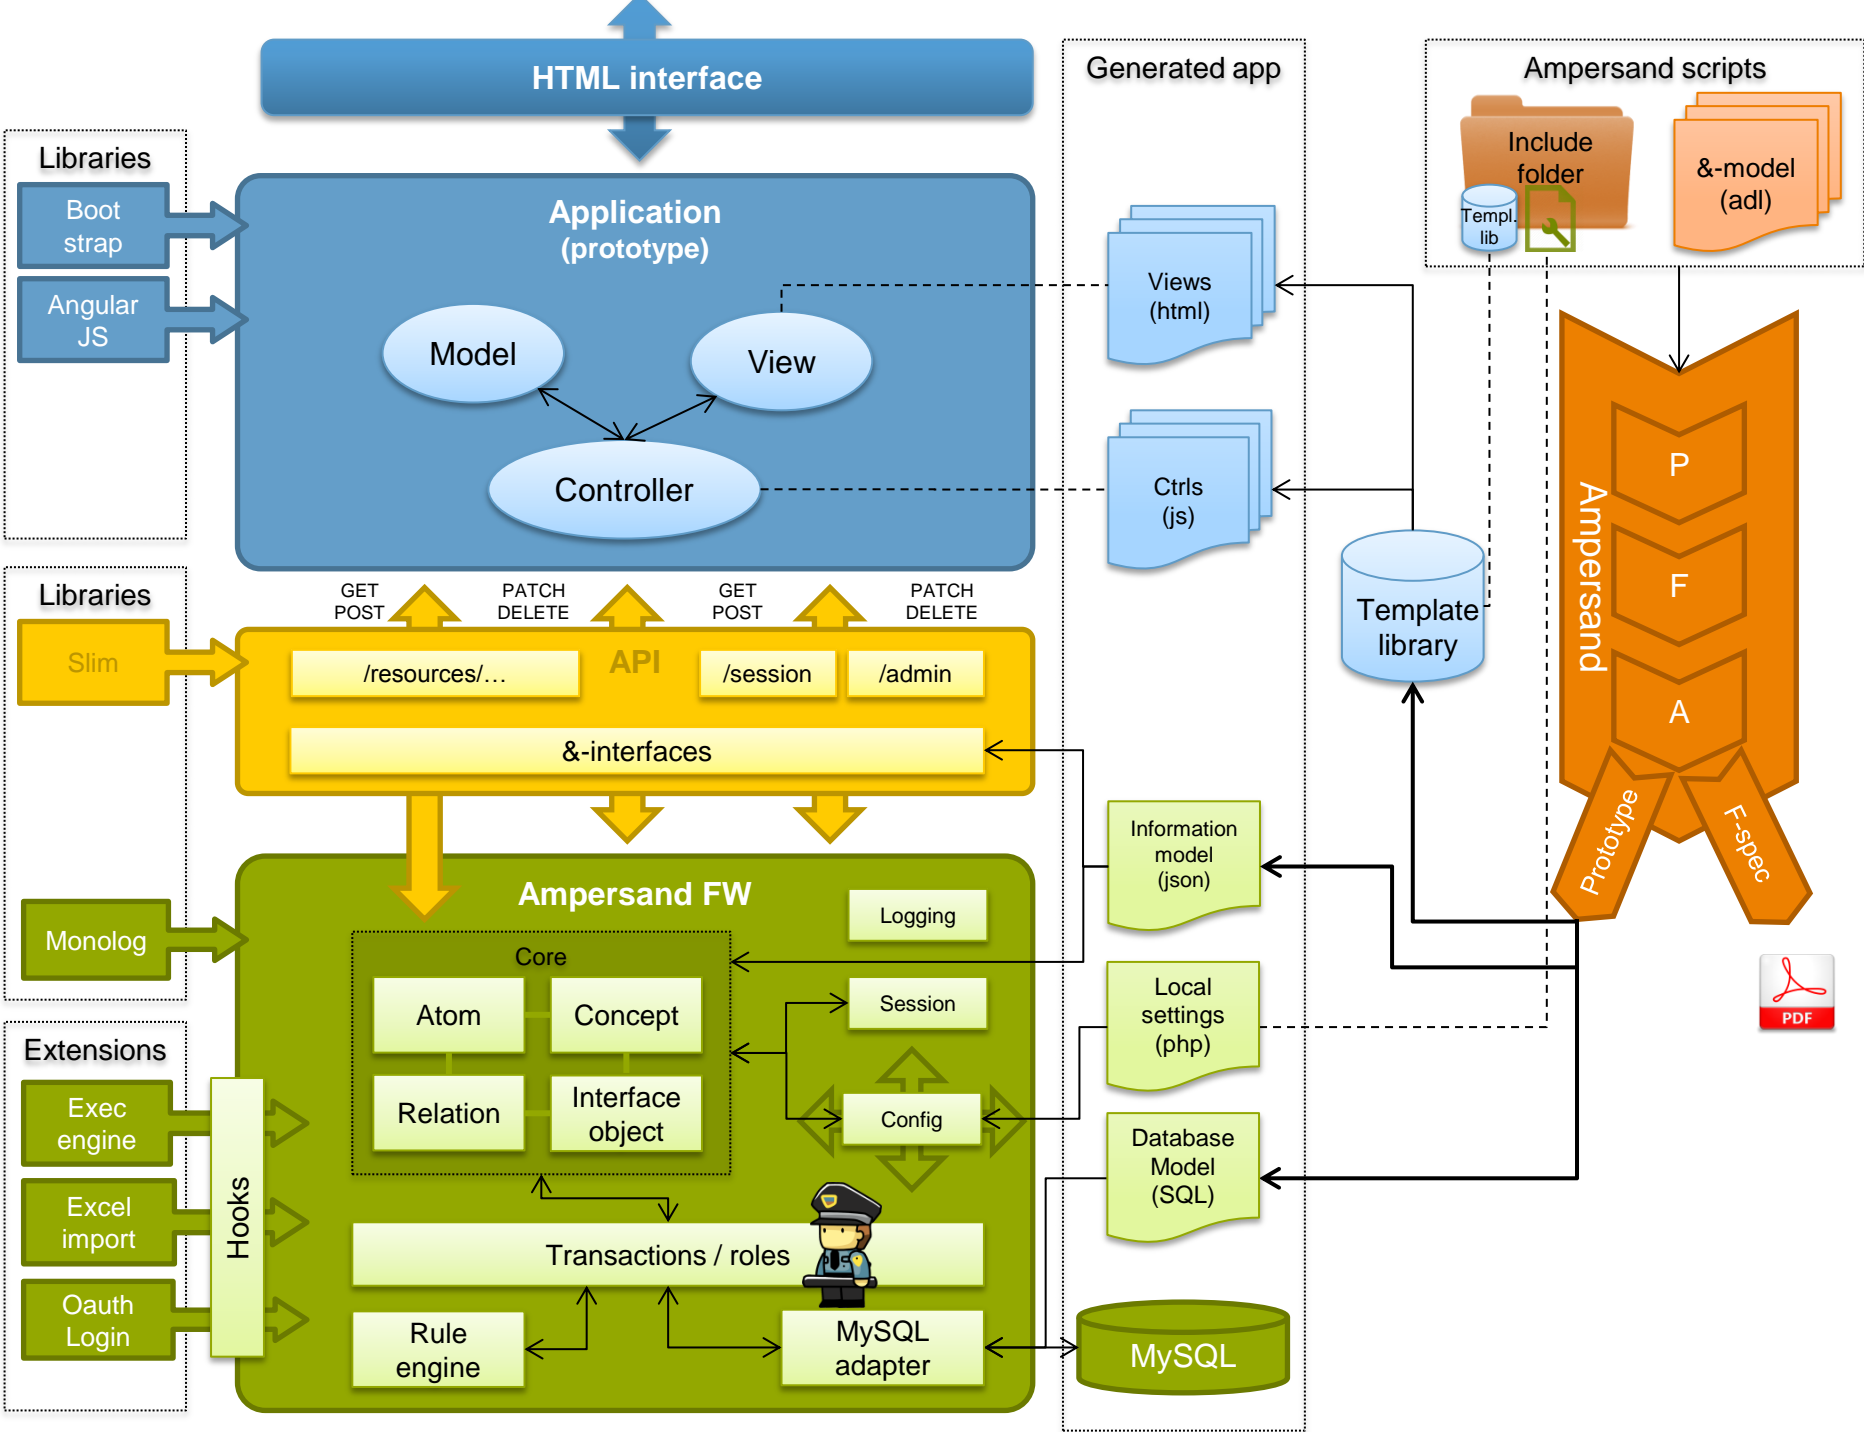 HTML interface
Generated app
Ampersand scripts
Include
folder
Templ.
lib
&-model
(adl)
Libraries
Boot
strap
Angular
JS
Application
(prototype)
Model
View
Controller
Views
(html)
Ctrls
(js)
Template
library
Ampersand
P
F
A
Prototype
F-spec
PDF
Libraries
Slim
Monolog
GET
POST
PATCH
DELETE
GET
POST
PATCH
DELETE
API
/resources/…
/session
/admin
&-interfaces
Information
model
(json)
Local
settings
(php)
Database
Model
(SQL)
MySQL
Ampersand FW
Logging
Core
Atom
Concept
Relation
Interface
object
Session
Config
Transactions / roles
Rule
engine
MySQL
adapter
Extensions
Exec
engine
Excel
import
Oauth
Login
Hooks